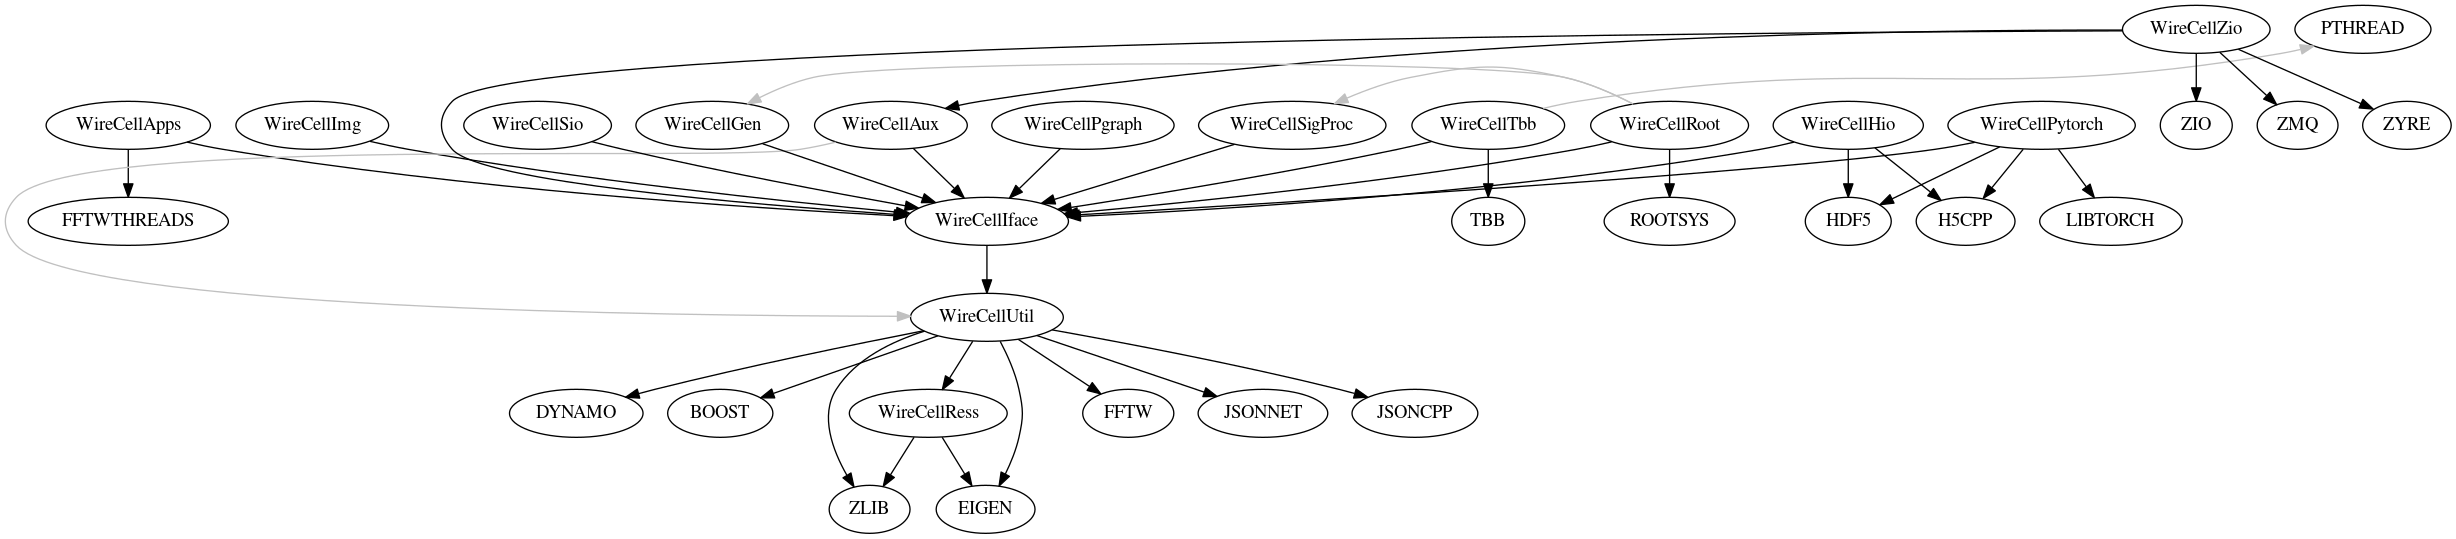 WireCellZio
PTHREAD
WireCellApps
WireCellImg
WireCellSio
WireCellGen
WireCellAux
WireCellPgraph
WireCellSigProc
WireCellTbb
WireCellRoot
WireCellHio
WireCellPytorch
ZIO
ZMQ
ZYRE
FFTWTHREADS
WireCellIface
TBB
ROOTSYS
HDF5
H5CPP
LIBTORCH
WireCellUtil
DYNAMO
BOOST
WireCellRess
FFTW
JSONNET
JSONCPP
ZLIB
EIGEN